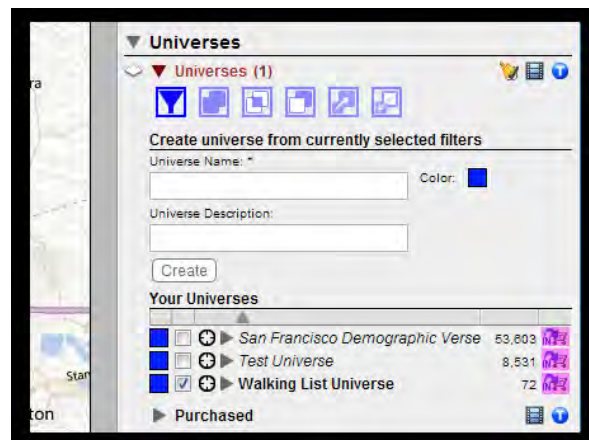 Universes
Universes (1)
ra
Create universe from currently selected filters
Universe Name: *
Color:
Universe Description:
Create
Your Universes
San Francisco Demographic Verse 53,603
Test Universe 8,531
Stan
Walking List Universe 72
ton
Purchased